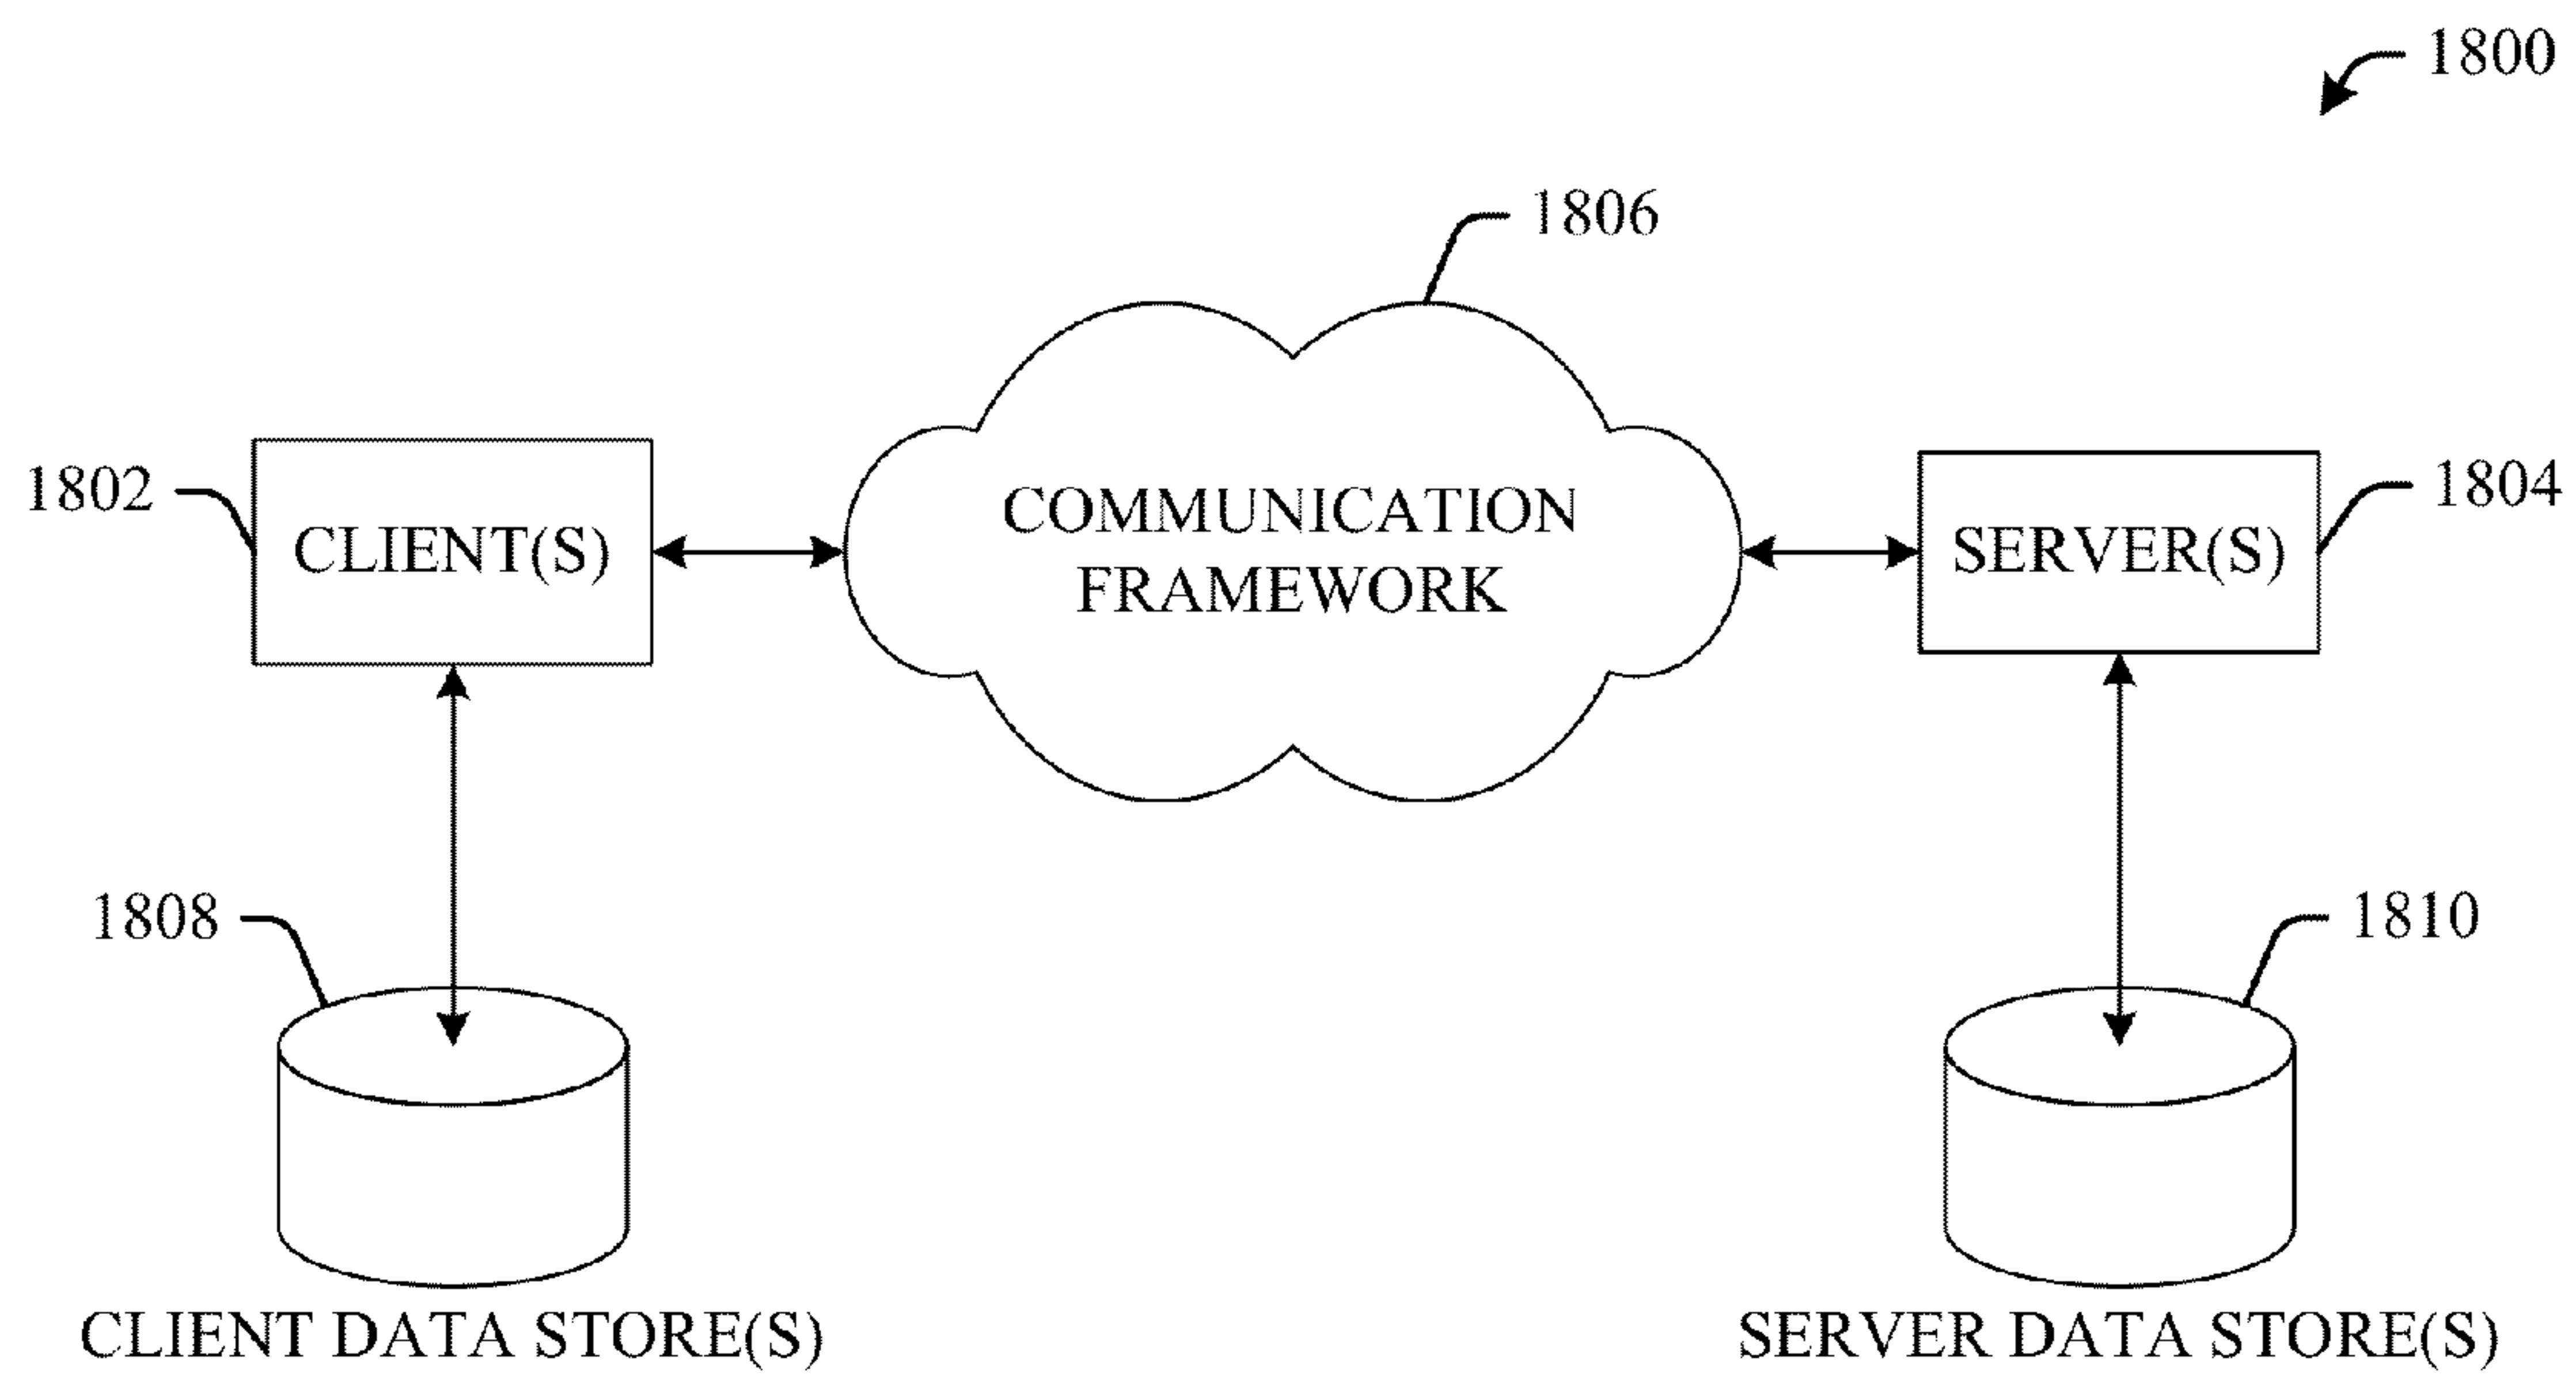 1800
1806
1802
CLIENT(S)
COMMUNICATION
FRAMEWORK
SERVER(S)
1804
1808
1810
CLIENT DATA STORE(S)
SERVER DATA STORE(S)